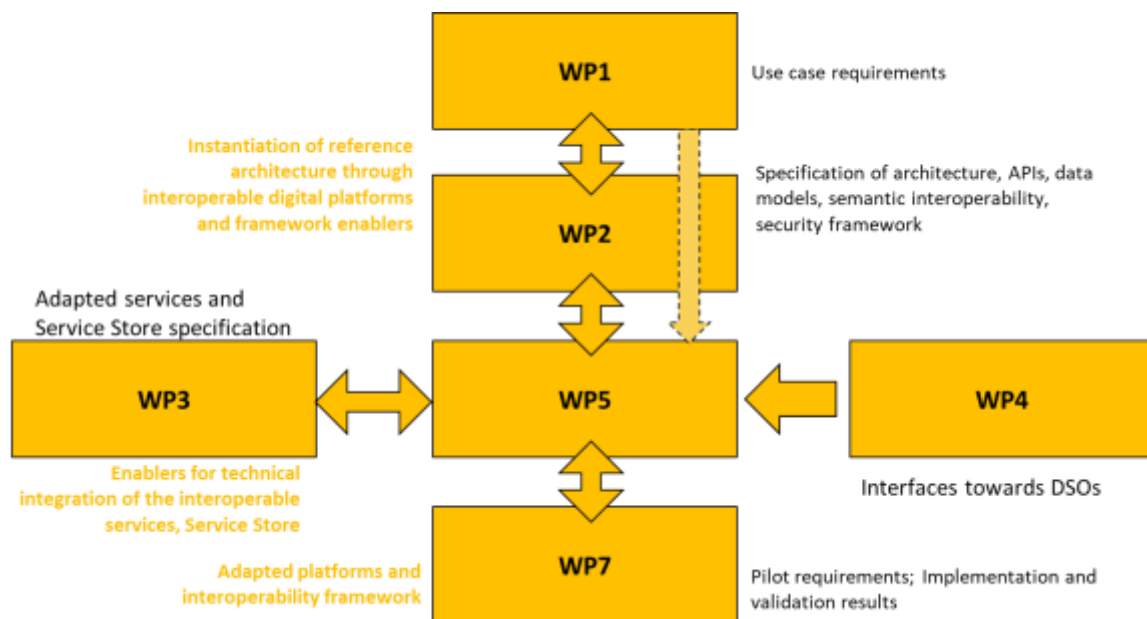 WP1
Use case requirements
Instantiation of reference
architecture through
interoperable digital platforms
and framework enablers
Specification of architecture, APIs, data
models, semantic interoperability,
security framework
WP2
Adapted services and
Service Store specification
WP3
WP5
WP4
Enablers for technical
integration of the interoperable
services, Service Store
Interfaces towards DSOs
Adapted platforms and
interoperability framework
WP7
Pilot requirements; Implementation and
validation results